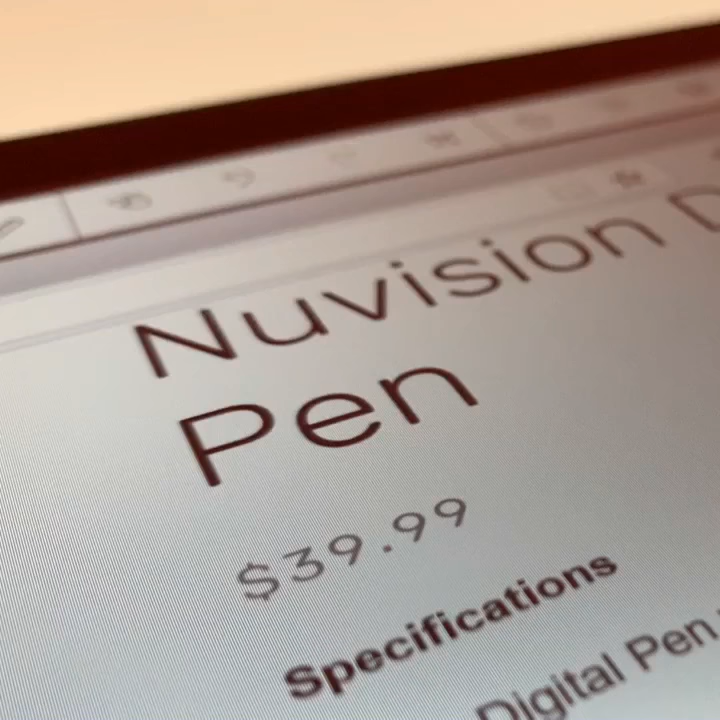 Nuvision D
Pen
$39.99
Specifications
Digital Pen